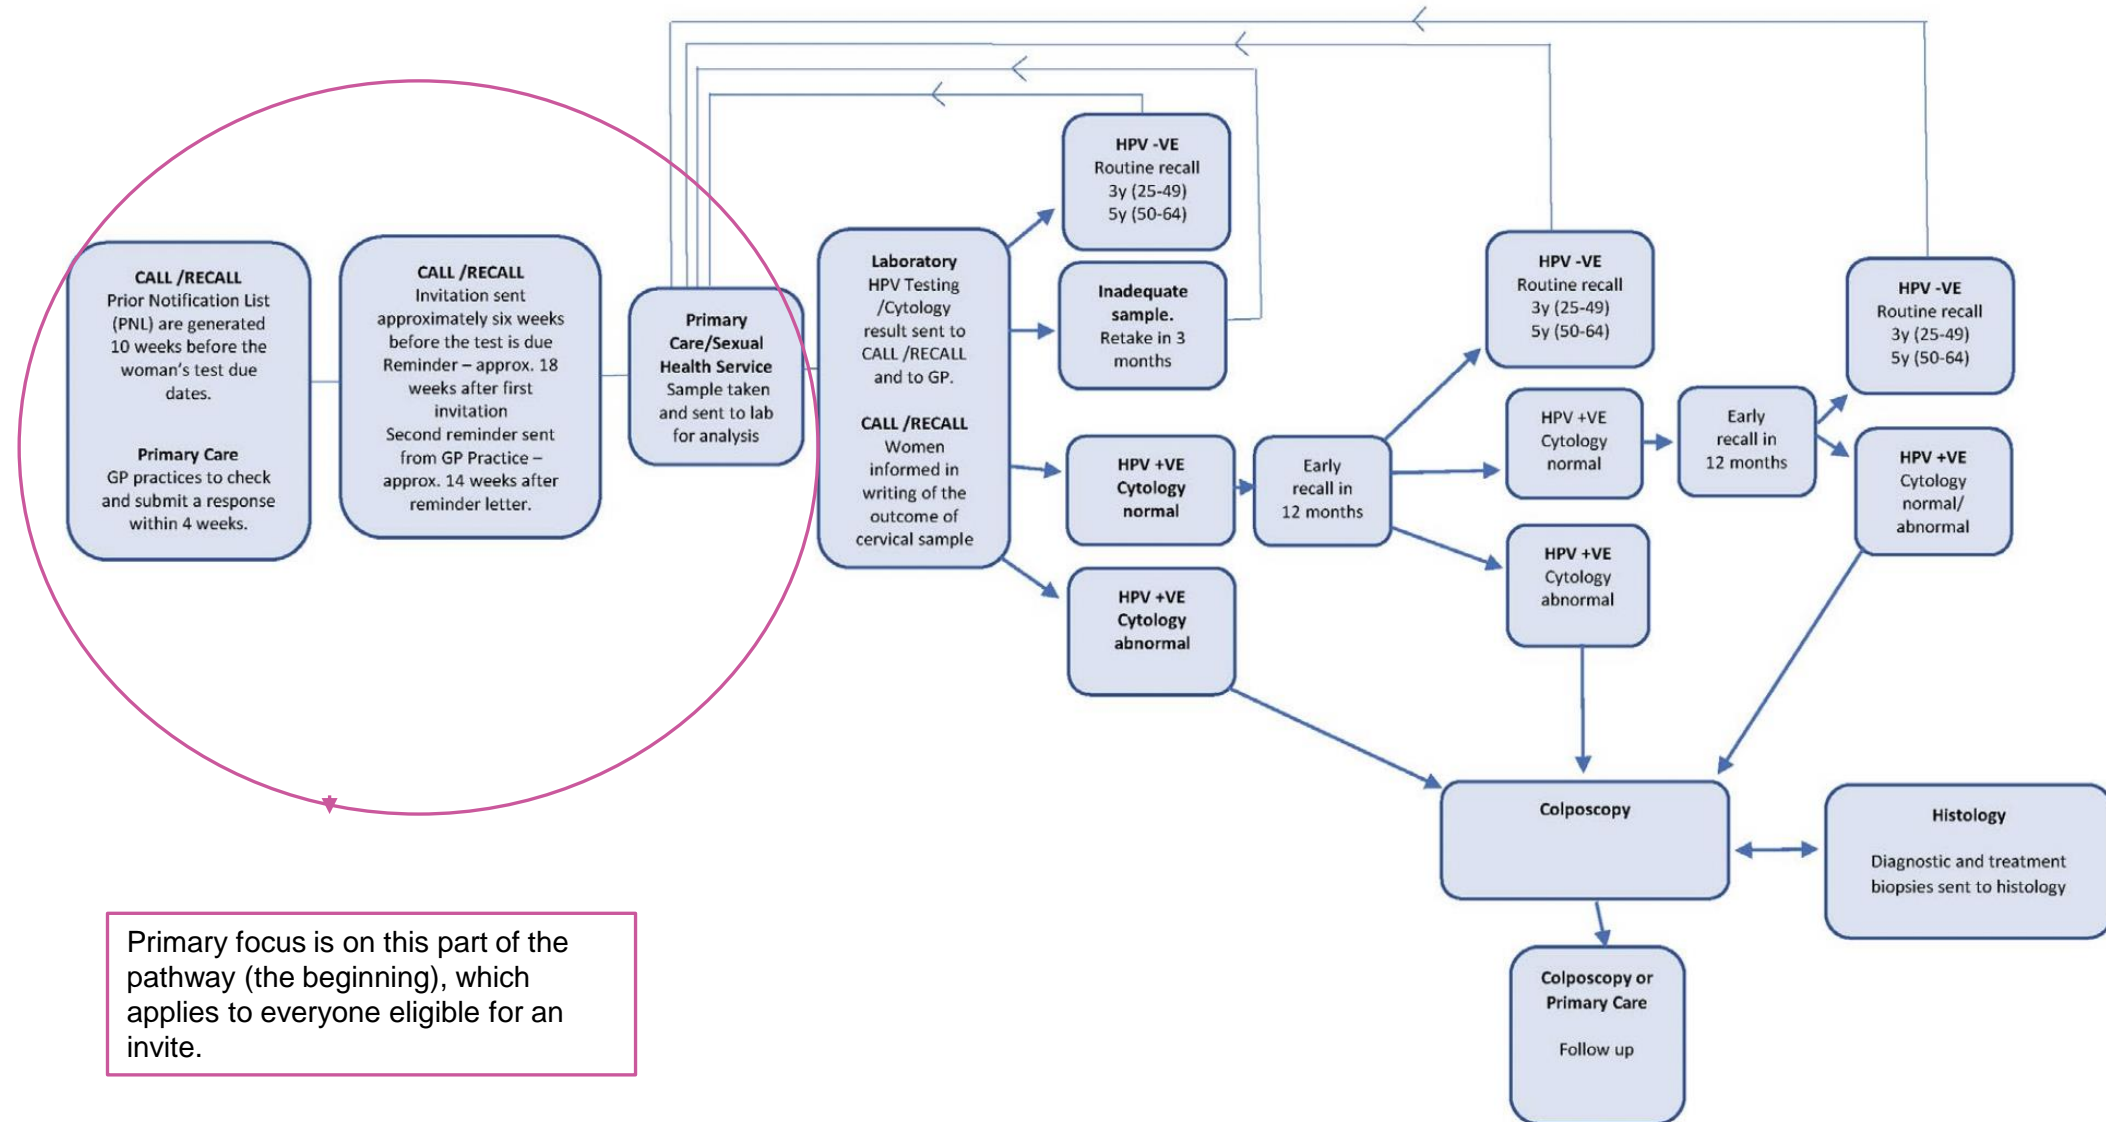 CALL /RECALL
Prior Notification List
(PNL) are generated
10 weeks before the
woman's test due
dates.
Primary Care
GP practices to check
and submit a response
within 4 weeks.
CALL /RECALL
Invitation sent
approximately six weeks
before the test is due
Reminder – approx. 18
weeks after first
invitation
Second reminder sent
from GP Practice –
approx. 14 weeks after
reminder letter.
Primary
Care/Sexual
Health Service
Sample taken
and sent to lab
for analysis
Laboratory
HPV Testing
/Cytology
result sent to
CALL /RECALL
and to GP.
CALL /RECALL
Women
informed in
writing of the
outcome of
cervical sample
HPV -VE
Routine recall
3y (25-49)
5y (50-64)
Inadequate
sample.
Retake in 3
months
HPV +VE
Cytology
normal
HPV +VE
Cytology
abnormal
Early
recall in
12 months
HPV -VE
Routine recall
3y (25-49)
5y (50-64)
HPV +VE
Cytology
normal
HPV +VE
Cytology
abnormal
Early
recall in
12 months
HPV -VE
Routine recall
3y (25-49)
5y (50-64)
HPV +VE
Cytology
normal/
abnormal
Colposcopy
Histology
Diagnostic and treatment
biopsies sent to histology
Colposcopy or
Primary Care
Follow up
Primary focus is on this part of the
pathway (the beginning), which
applies to everyone eligible for an
invite.